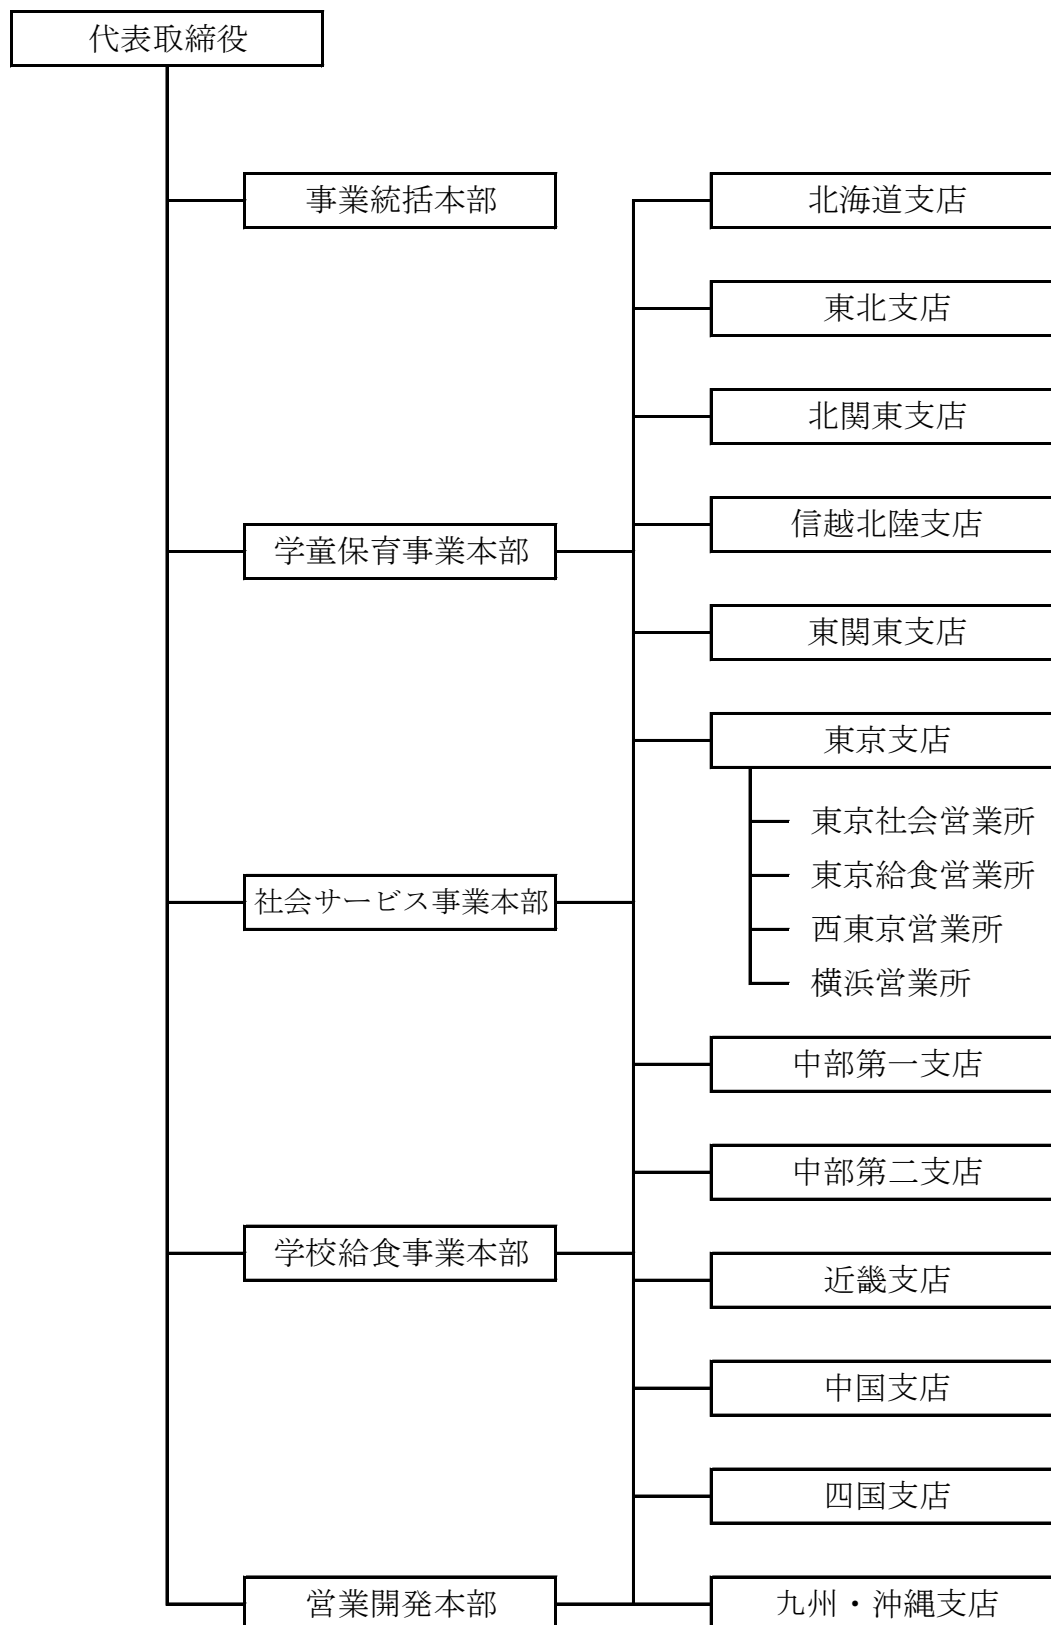 代表取締役
事業統括本部
学童保育事業本部
社会サービス事業本部
学校給食事業本部
営業開発本部
北海道支店
東北支店
北関東支店
信越北陸支店
東関東支店
東京支店
東京社会営業所
東京給食営業所
西東京営業所
横浜営業所
中部第一支店
中部第二支店
近畿支店
中国支店
四国支店
九州・沖縄支店